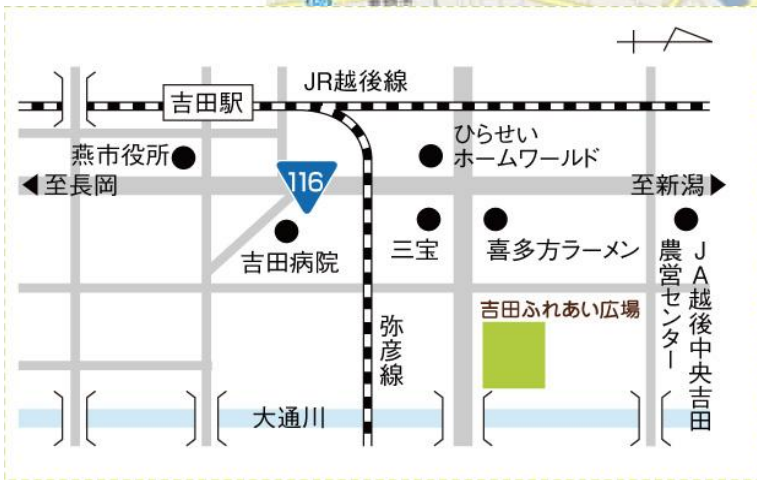 JR越後線
吉田駅
ひらせい
ホームワールド
燕市役所
116
◀至長岡
至新潟▶
吉田病院
三宝
喜多方ラーメン
JA越後中央吉田
農営センター
吉田ふれあい広場
弥彦線
大通川